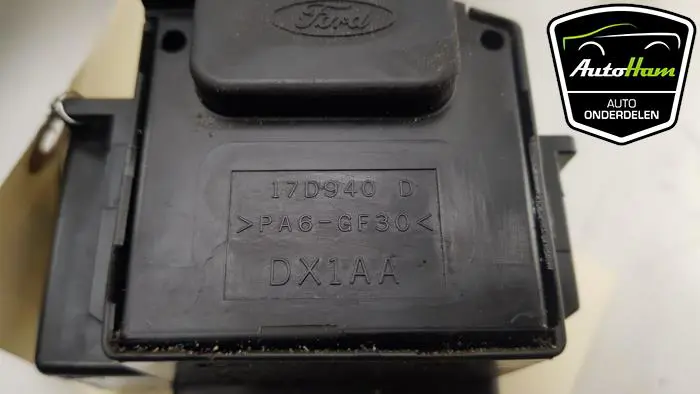 Ford
AutoHam
AUTO
ONDERDELEN
17D940 D
>PA6-GF30<
DX1AA